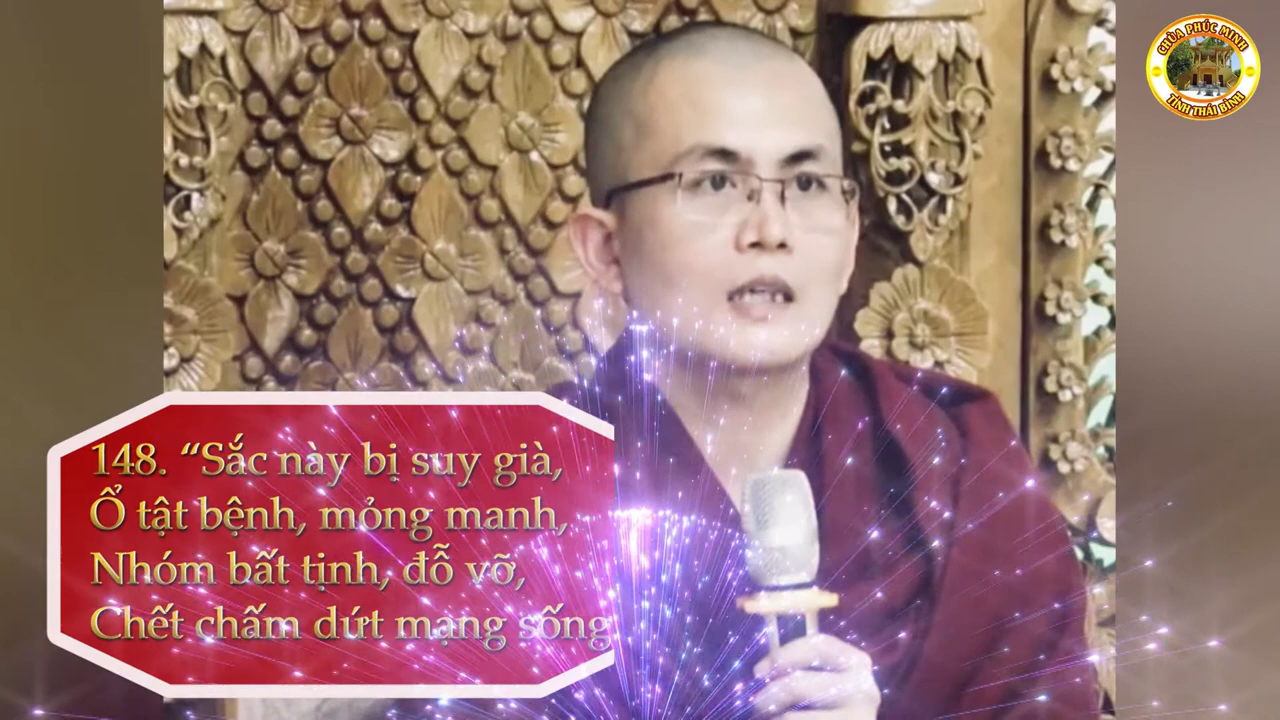 CHÙA PHÚC MINH
TỈNH THÁI BÌNH
148. “Sắc này bị suy già,
Ổ tật bệnh, mỏng manh,
Nhóm bất tịnh, đỗ vỡ,
Chết chấm dứt mạng sống